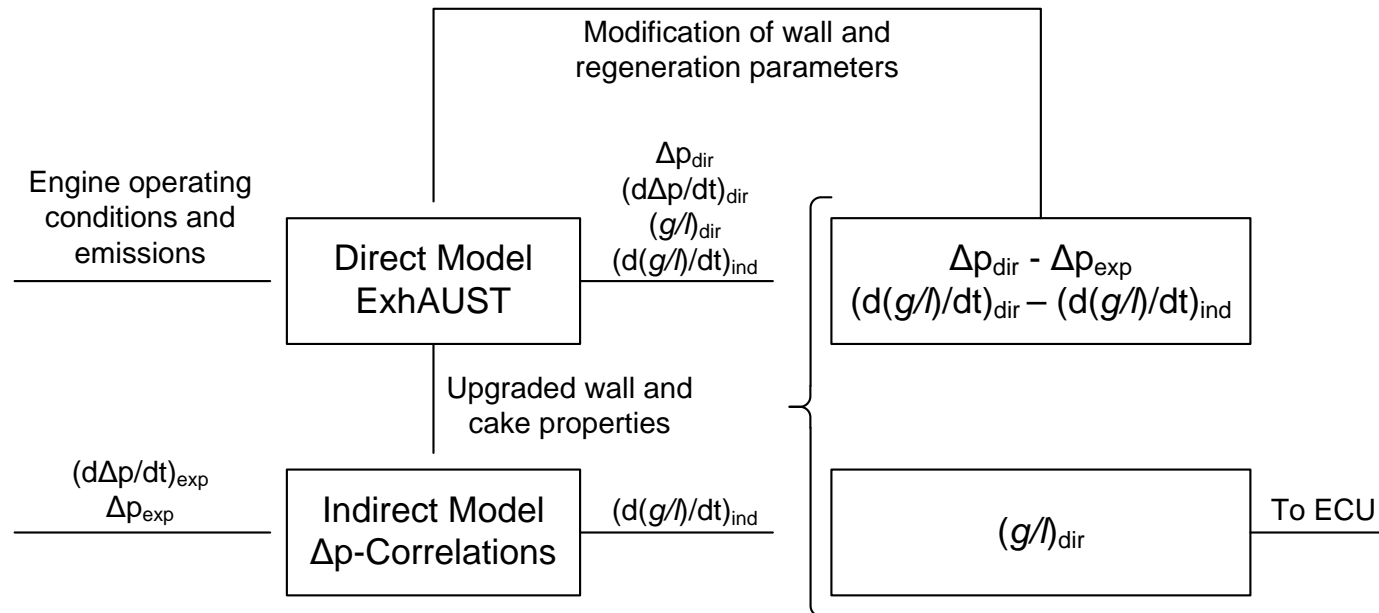 Modification of wall and
regeneration parameters
Engine operating
conditions and
emissions
Direct Model
ExhAUST
Δp_dir
(dΔp/dt)_dir
(g/l)_dir
(d(g/l)/dt)_ind
Δp_dir - Δp_exp
(d(g/l)/dt)_dir – (d(g/l)/dt)_ind
Upgraded wall and
cake properties
(dΔp/dt)_exp
Δp_exp
Indirect Model
Δp-Correlations
(d(g/l)/dt)_ind
(g/l)_dir
To ECU